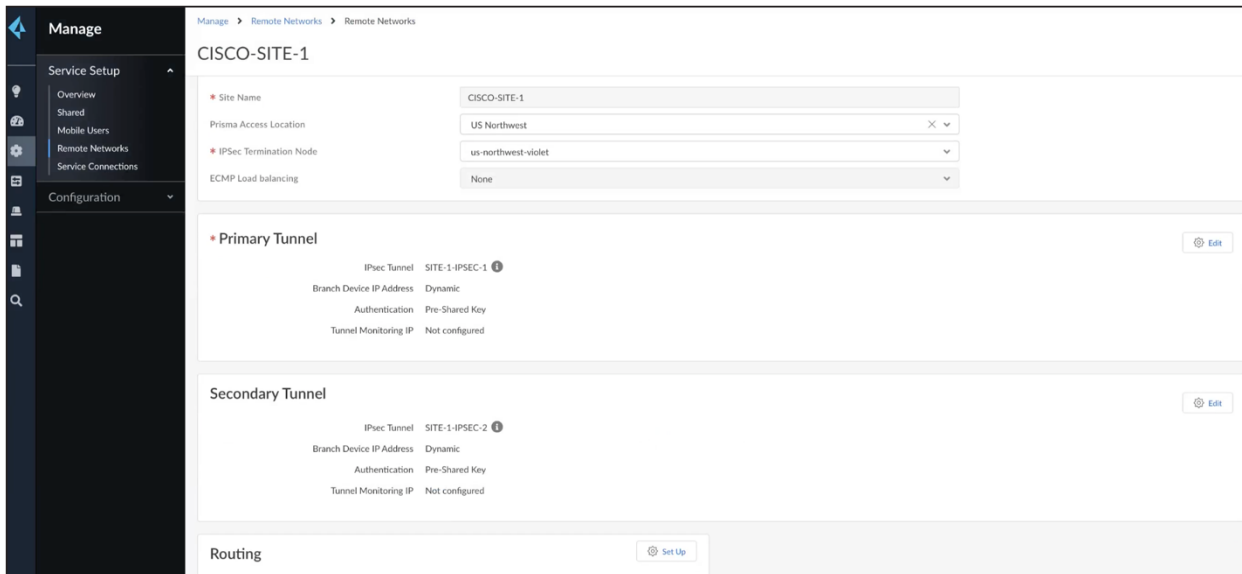 Manage
Service Setup
Overview
Shared
Mobile Users
Remote Networks
Service Connections
Configuration
Manage > Remote Networks > Remote Networks
CISCO-SITE-1
* Site Name CISCO-SITE-1
Prisma Access Location US Northwest
* IPSec Termination Node us-northwest-violet
ECMP Load balancing None
* Primary Tunnel Edit
IPsec Tunnel SITE-1-IPSEC-1
Branch Device IP Address Dynamic
Authentication Pre-Shared Key
Tunnel Monitoring IP Not configured
Secondary Tunnel Edit
IPsec Tunnel SITE-1-IPSEC-2
Branch Device IP Address Dynamic
Authentication Pre-Shared Key
Tunnel Monitoring IP Not configured
Routing Set Up